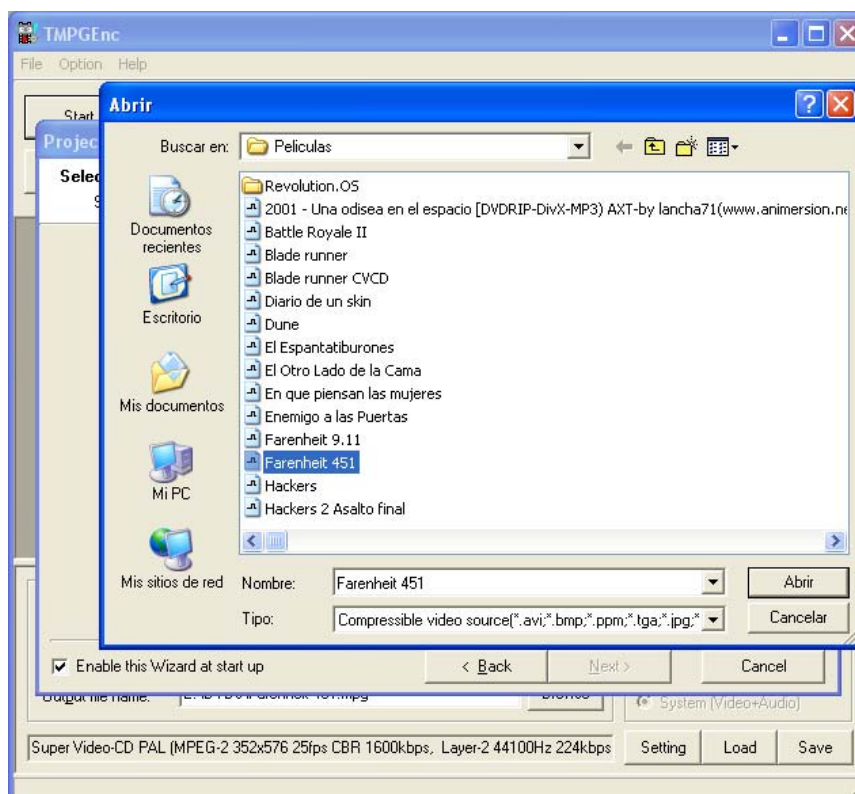 TMPGEnc
File Option Help
Start
Abrir
Projec
Selec
Buscar en:
Peliculas
Documentos
recientes
Escritorio
Mis documentos
Mi PC
Mis sitios de red
Revolution.OS
2001 - Una odisea en el espacio [DVDRIP-DivX-MP3) AXT-by lancha71(www.animersion.ne
Battle Royale II
Blade runner
Blade runner CVCD
Diario de un skin
Dune
El Espantatiburones
El Otro Lado de la Cama
En que piensan las mujeres
Enemigo a las Puertas
Farenheit 9.11
Farenheit 451
Hackers
Hackers 2 Asalto final
Nombre: Farenheit 451 Abrir
Tipo: Compressible video source(*.avi;*.bmp;*.ppm;*.tga;*.jpg;* Cancelar
Enable this Wizard at start up < Back Next > Cancel
Output file name:
System (Video+Audio)
Super Video-CD PAL (MPEG-2 352x576 25fps CBR 1600kbps, Layer-2 44100Hz 224kbps Setting Load Save